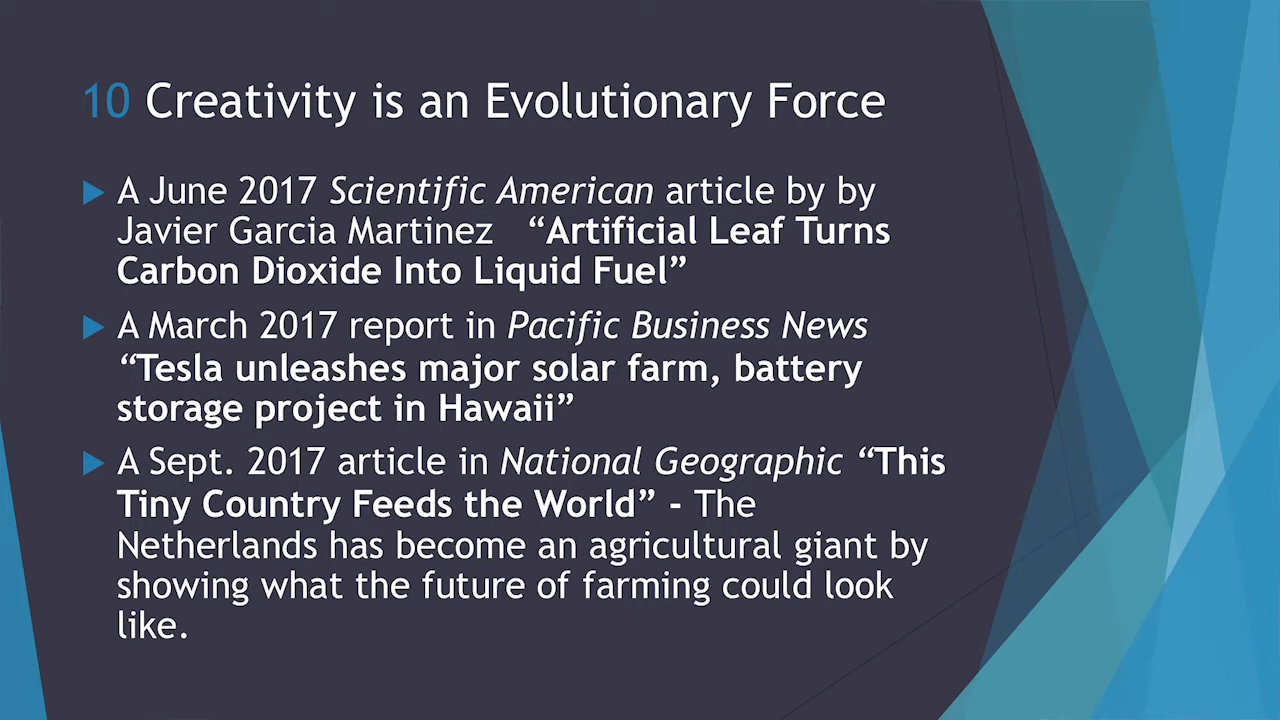 10 Creativity is an Evolutionary Force
A June 2017 Scientific American article by by
Javier Garcia Martinez “Artificial Leaf Turns
Carbon Dioxide Into Liquid Fuel”
A March 2017 report in Pacific Business News
“Tesla unleashes major solar farm, battery
storage project in Hawaii”
A Sept. 2017 article in National Geographic “This
Tiny Country Feeds the World” - The
Netherlands has become an agricultural giant by
showing what the future of farming could look
like.